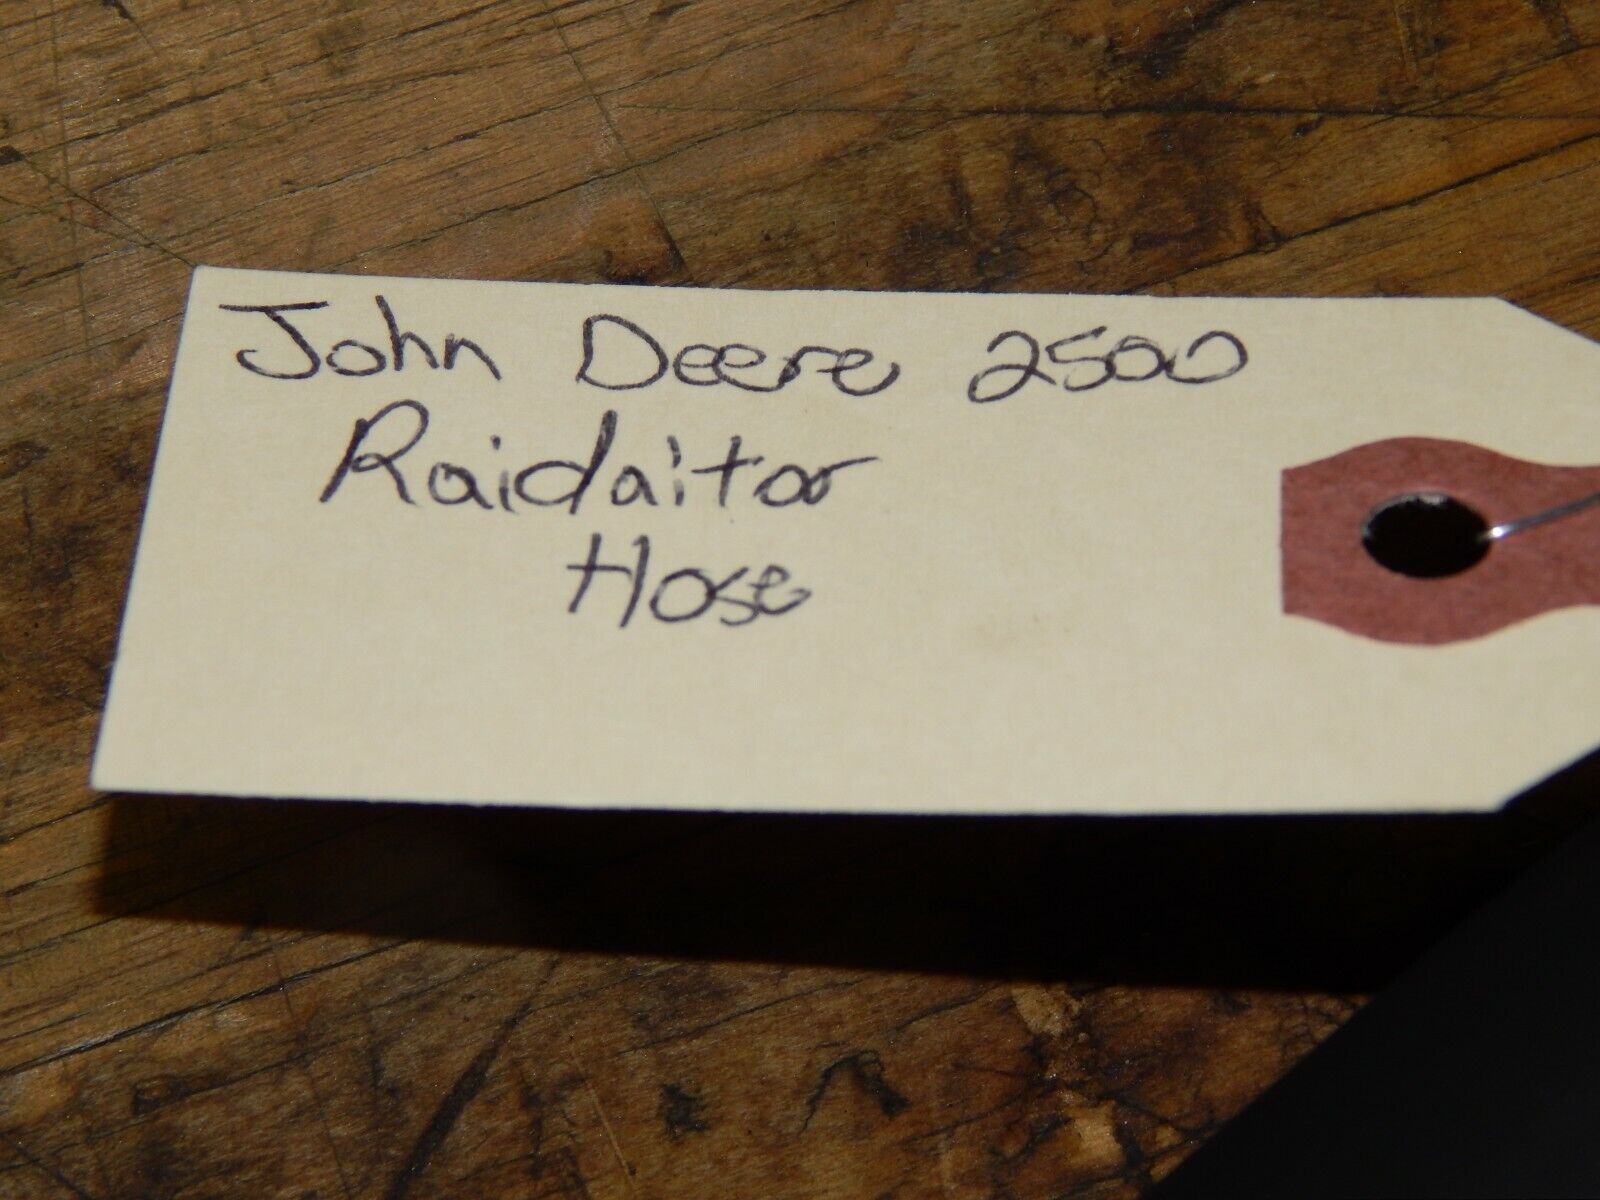 John Deere 2500
Raidaitor
Hose